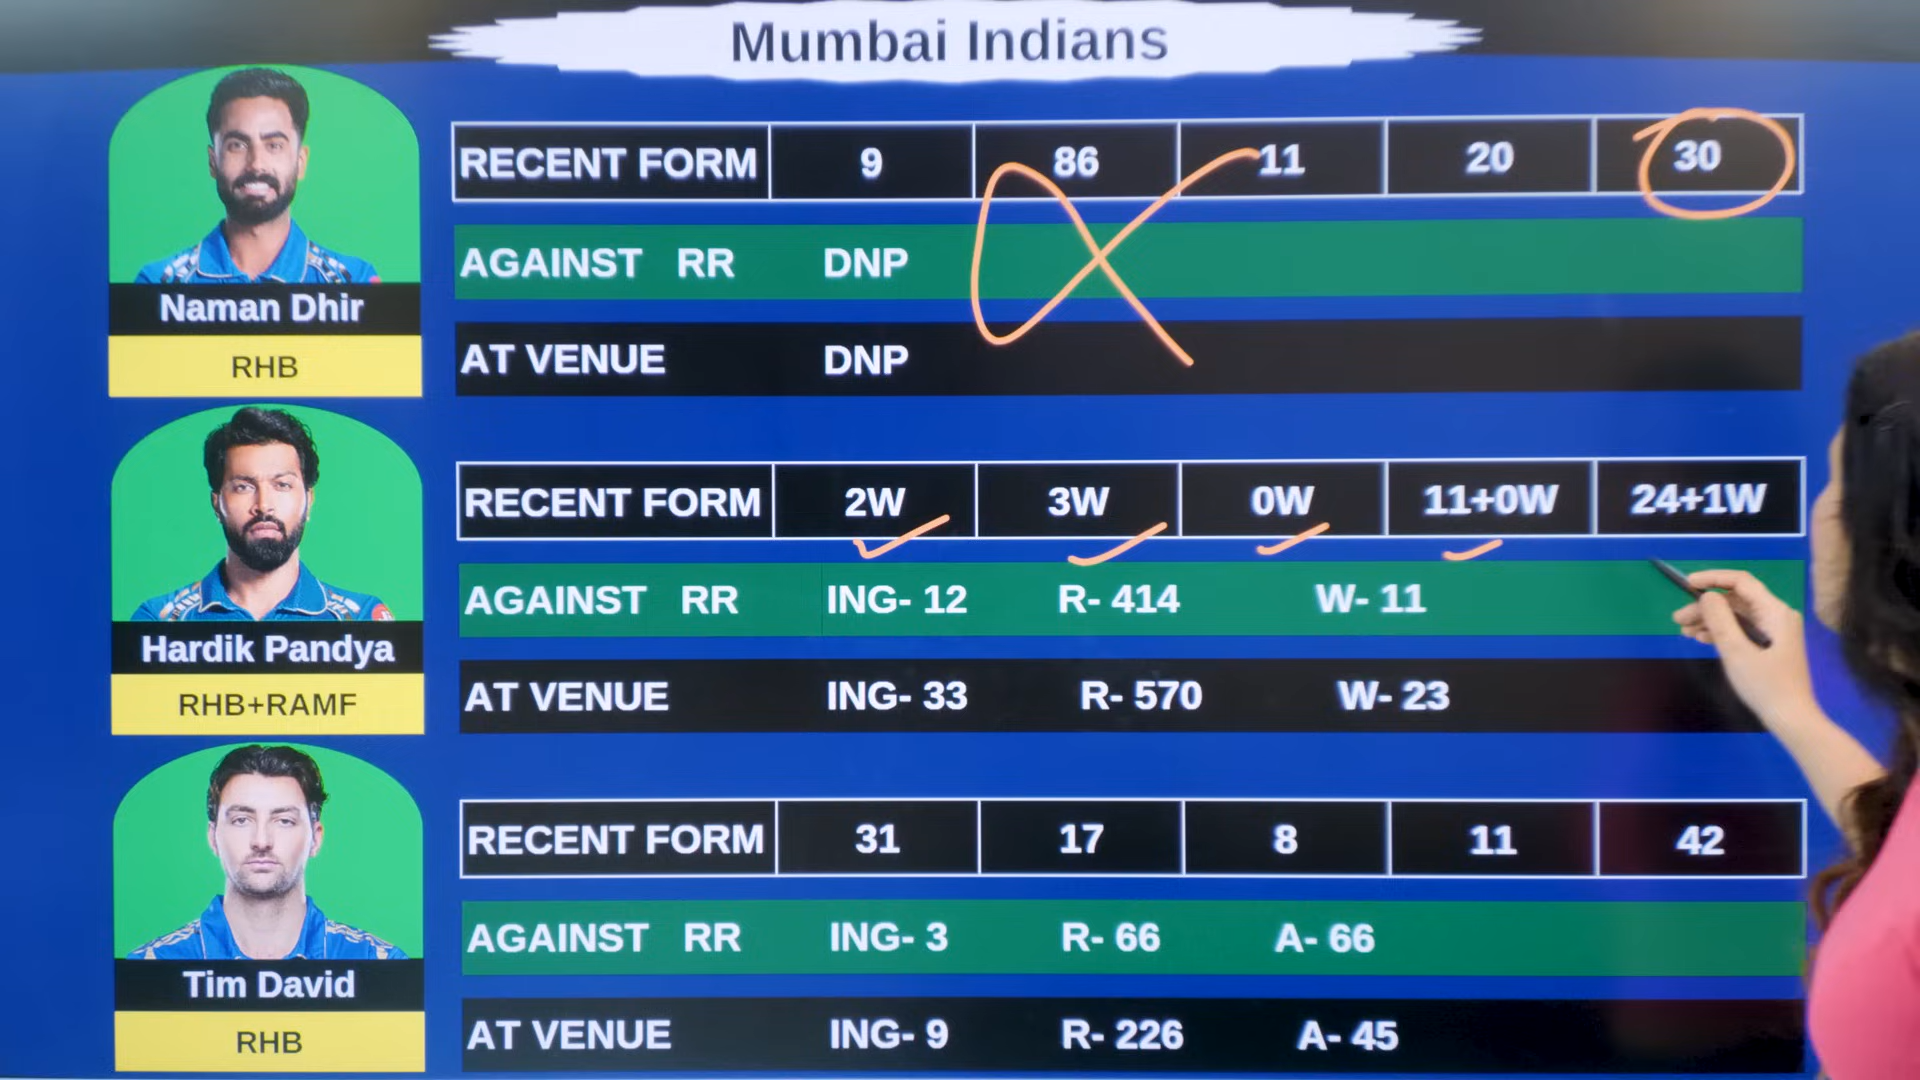 Mumbai Indians
Naman Dhir
RHB
RECENT FORM 9 86 11 20 30
AGAINST RR DNP
AT VENUE DNP
Hardik Pandya
RHB+RAMF
RECENT FORM 2W 3W 0W 11+0W 24+1W
AGAINST RR ING- 12 R- 414 W- 11
AT VENUE ING- 33 R- 570 W- 23
Tim David
RHB
RECENT FORM 31 17 8 11 42
AGAINST RR ING- 3 R- 66 A- 66
AT VENUE ING- 9 R- 226 A- 45